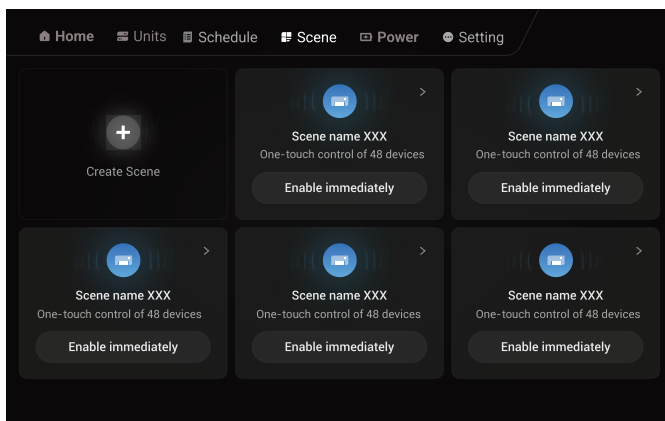 Home Units Schedule Scene Power Setting
Create Scene
Scene name XXX
One-touch control of 48 devices
Enable immediately
Scene name XXX
One-touch control of 48 devices
Enable immediately
Scene name XXX
One-touch control of 48 devices
Enable immediately
Scene name XXX
One-touch control of 48 devices
Enable immediately
Scene name XXX
One-touch control of 48 devices
Enable immediately